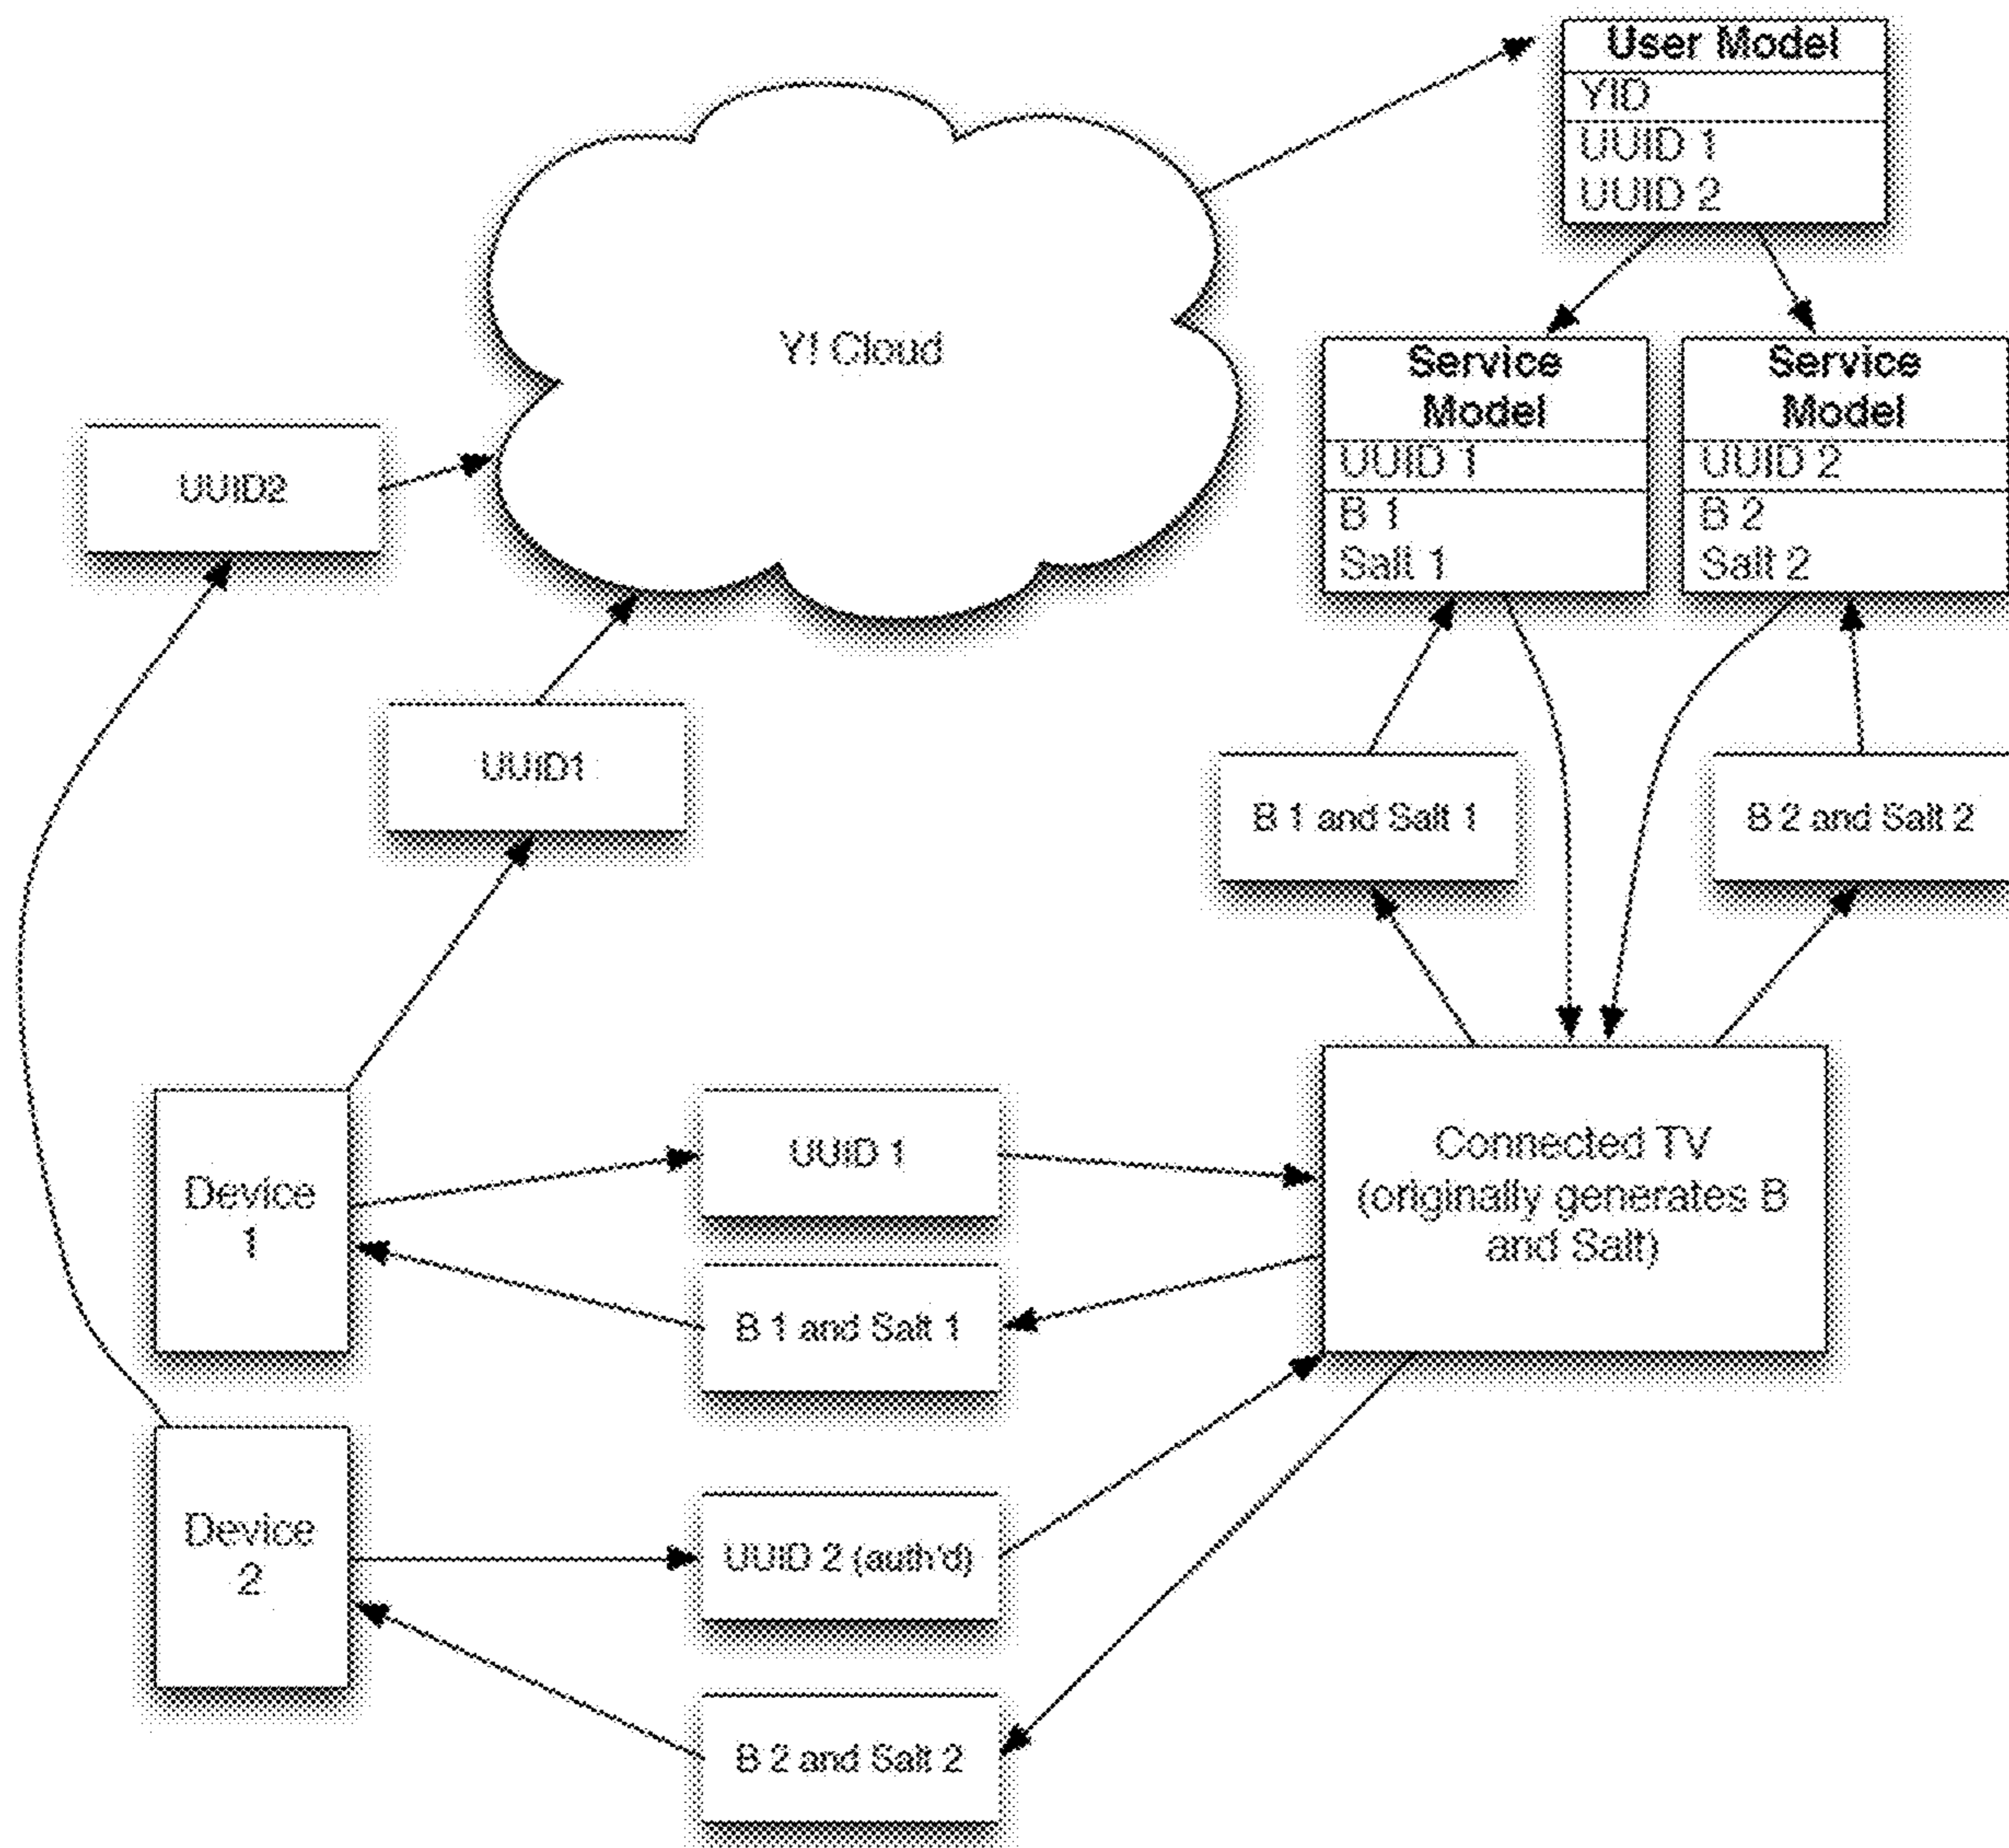 User Model
YID
UUID 1
UUID 2
Y! Cloud
Service
Model
UUID 1
B 1
Salt 1
Service
Model
UUID 2
B 2
Salt 2
UUID2
UUID1
B 1 and Salt 1
B 2 and Salt 2
Device
1
UUID 1
B 1 and Salt 1
Connected TV
(originally generates B
and Salt)
Device
2
UUID 2 (auth'd)
B 2 and Salt 2